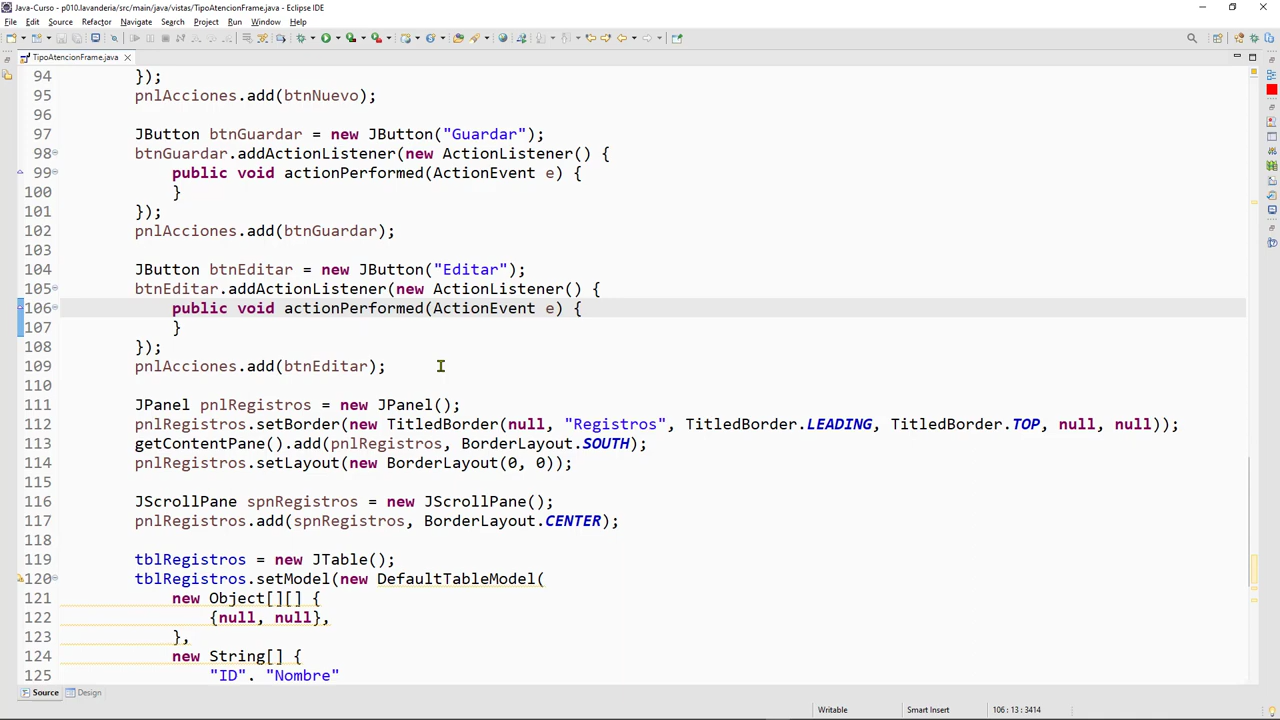 Java-Curso - p010.lavanderia/src/main/java/vistas/TipoAtencionFrame.java - Eclipse IDE
File Edit Source Refactor Navigate Search Project Run Window Help
TipoAtencionFrame.java
94 });
95 pnlAcciones.add(btnNuevo);
96
97 JButton btnGuardar = new JButton("Guardar");
98 btnGuardar.addActionListener(new ActionListener() {
99 public void actionPerformed(ActionEvent e) {
100 }
101 });
102 pnlAcciones.add(btnGuardar);
103
104 JButton btnEditar = new JButton("Editar");
105 btnEditar.addActionListener(new ActionListener() {
106 public void actionPerformed(ActionEvent e) {
107 }
108 });
109 pnlAcciones.add(btnEditar);
110
111 JPanel pnlRegistros = new JPanel();
112 pnlRegistros.setBorder(new TitledBorder(null, "Registros", TitledBorder.LEADING, TitledBorder.TOP, null, null));
113 getContentPane().add(pnlRegistros, BorderLayout.SOUTH);
114 pnlRegistros.setLayout(new BorderLayout(0, 0));
115
116 JScrollPane spnRegistros = new JScrollPane();
117 pnlRegistros.add(spnRegistros, BorderLayout.CENTER);
118
119 tblRegistros = new JTable();
120 tblRegistros.setModel(new DefaultTableModel(
121 new Object[][] {
122 {null, null},
123 },
124 new String[] {
125 "ID", "Nombre"
Source Design
Writable Smart Insert 106 : 13 : 3414